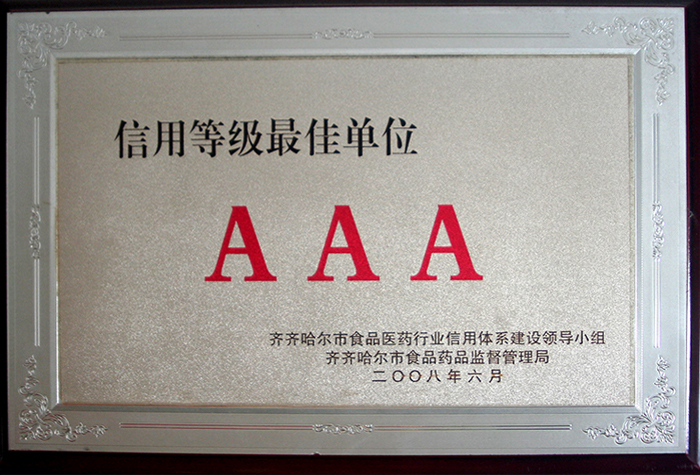 信用等级最佳单位
AAA
齐齐哈尔市食品医药行业信用体系建设领导小组
齐齐哈尔市食品药品监督管理局
二〇〇八年六月